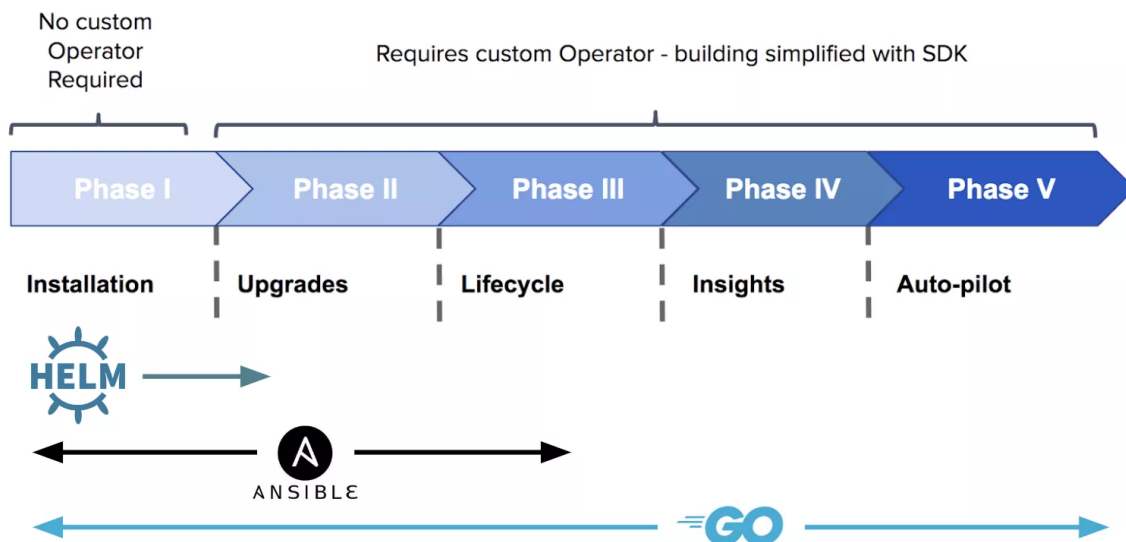 No custom
Operator
Required
Requires custom Operator - building simplified with SDK
Phase I
Phase II
Phase III
Phase IV
Phase V
Installation
Upgrades
Lifecycle
Insights
Auto-pilot
HELM
ANSIBLE
GO